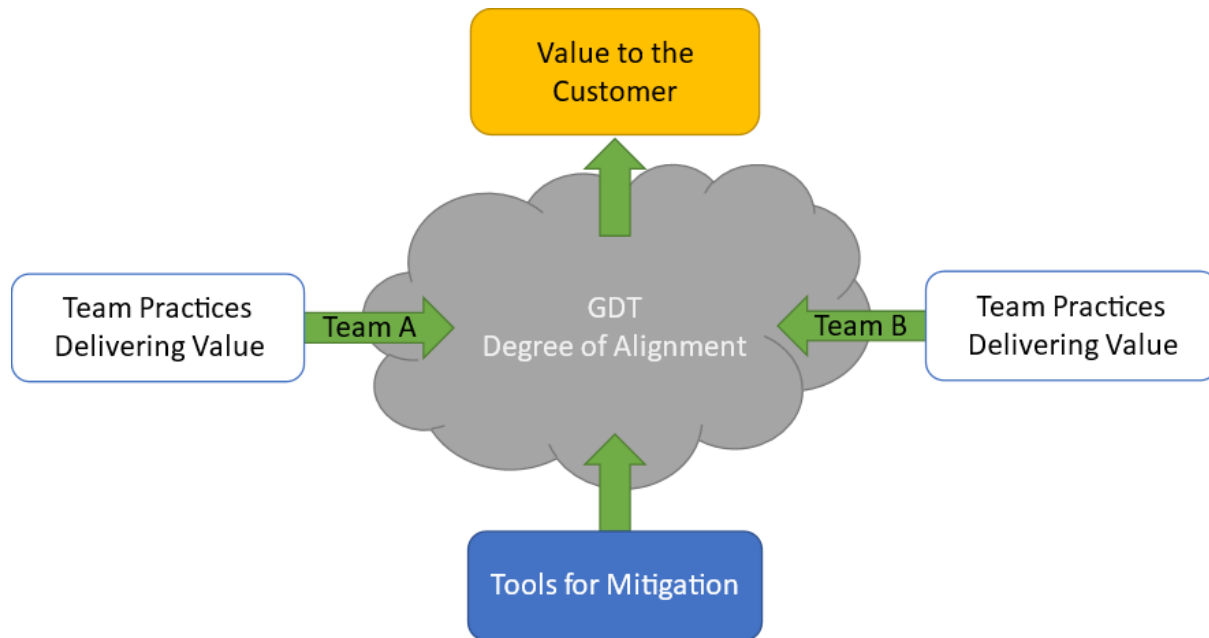 Value to the
Customer
Team Practices
Delivering Value
Team A
GDT
Degree of Alignment
Team B
Team Practices
Delivering Value
Tools for Mitigation